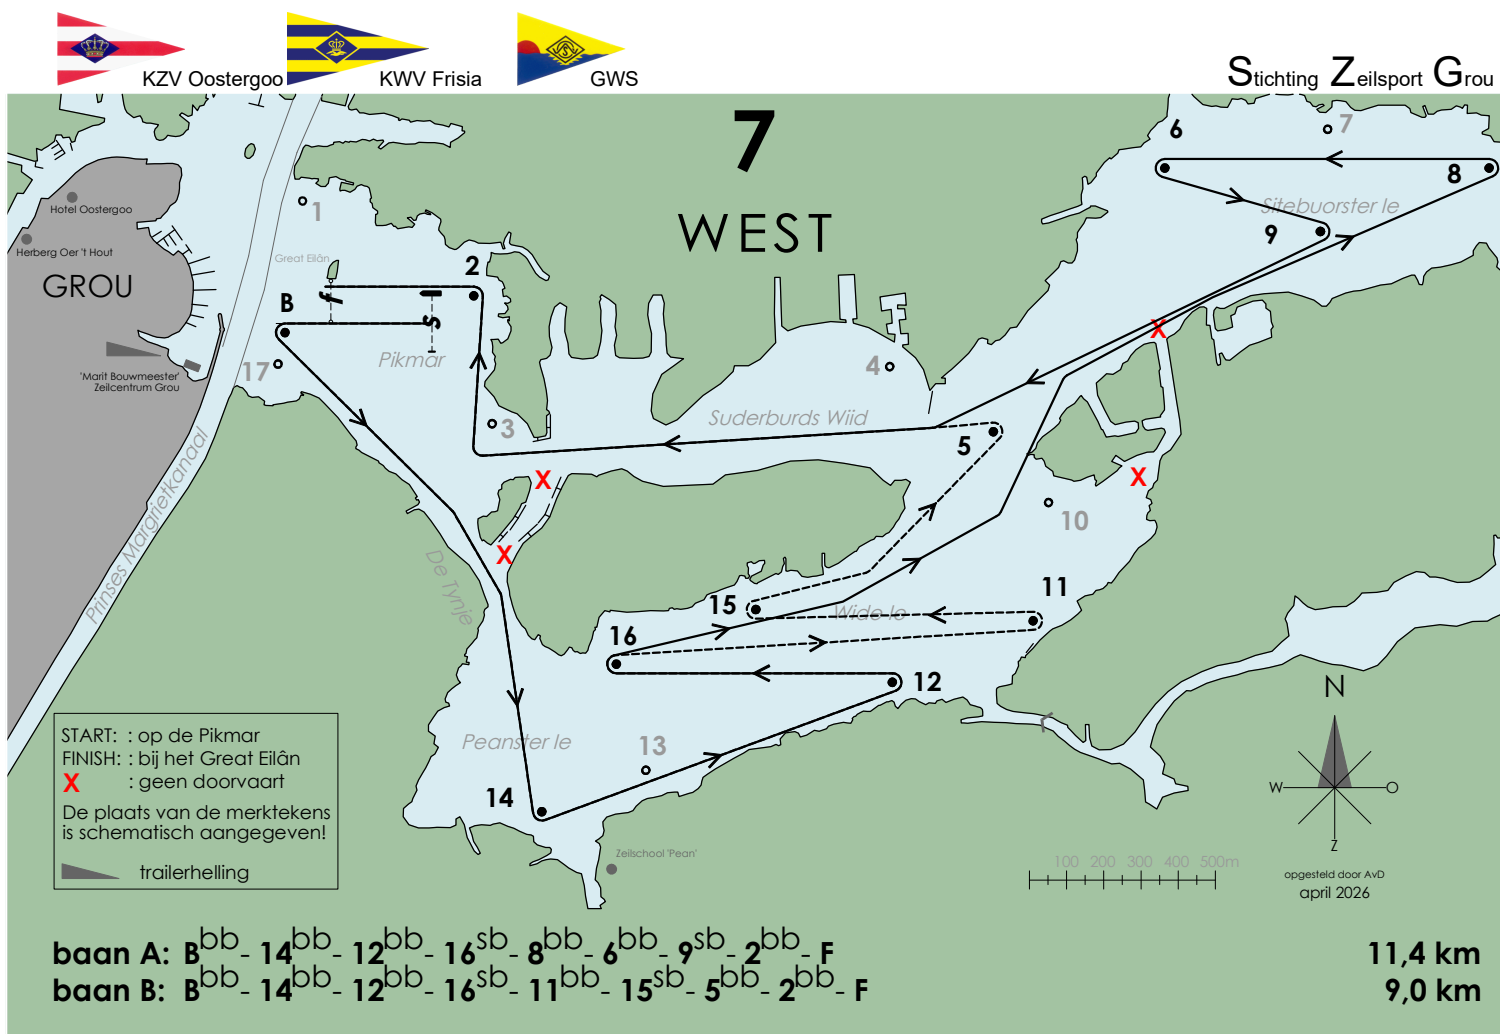 KZV Oostergoo
KWV Frisia
GWS
Stichting Zeilsport Grou
7
WEST
6
7
8
9
Sitebuorster Ie
Hotel Oostergoo
Herberg Oer 't Hout
GROU
1
Great Eilân
2
f
s
B
Pikmar
17
'Marit Bouwmeester'
Zeilcentrum Grou
3
4
Suderburds Wiid
5
X
X
X
X
10
Prinses Margrietkanaal
De Tynje
15
Wide Ie
11
16
12
Peanster Ie
13
14
Zeilschool 'Pean'
START: : op de Pikmar
FINISH: : bij het Great Eilân
X : geen doorvaart
De plaats van de merktekens
is schematisch aangegeven!
trailerhelling
N
W
O
Z
100 200 300 400 500m
opgesteld door AvD
april 2026
baan A: Bbb- 14bb- 12bb- 16sb- 8bb- 6bb- 9sb- 2bb- F 11,4 km
baan B: Bbb- 14bb- 12bb- 16sb- 11bb- 15sb- 5bb- 2bb- F 9,0 km